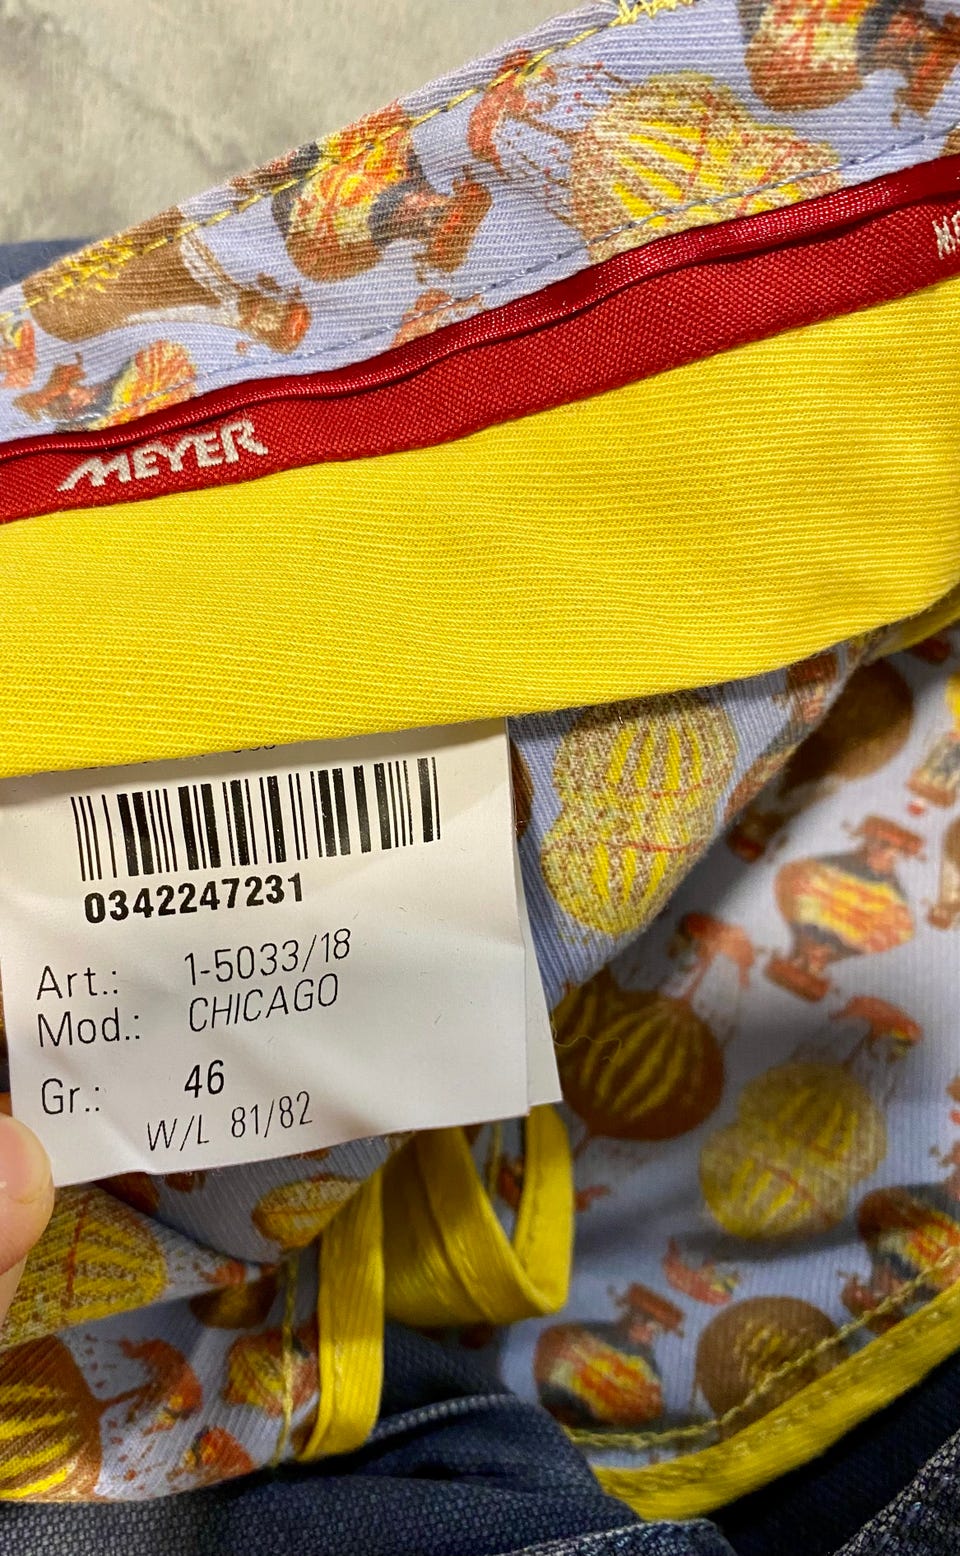 MEYER
0342247231
Art.: 1-5033/18
Mod.: CHICAGO
Gr.: 46
W/L 81/82